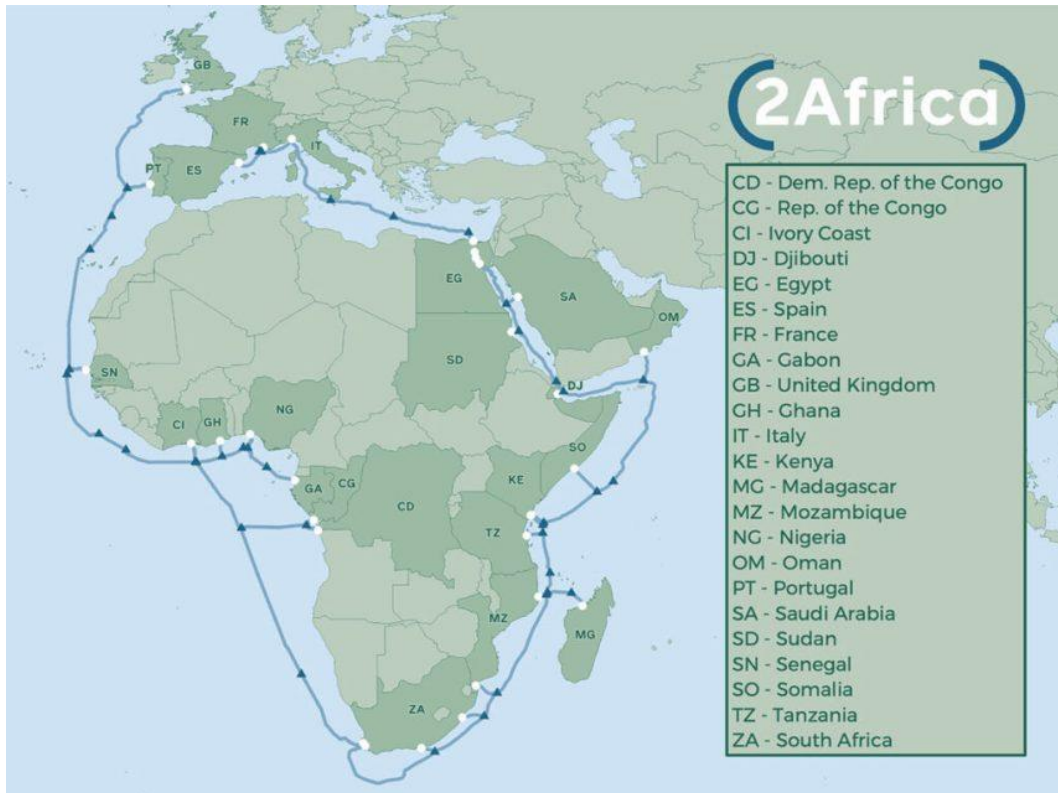 GB
FR
IT
PT
ES
EG
SA
OM
SN
SD
DJ
NG
CI
GH
SO
GA
CG
KE
CD
TZ
MZ
MG
ZA
(2Africa)
CD - Dem. Rep. of the Congo
CG - Rep. of the Congo
CI - Ivory Coast
DJ - Djibouti
EG - Egypt
ES - Spain
FR - France
GA - Gabon
GB - United Kingdom
GH - Ghana
IT - Italy
KE - Kenya
MG - Madagascar
MZ - Mozambique
NG - Nigeria
OM - Oman
PT - Portugal
SA - Saudi Arabia
SD - Sudan
SN - Senegal
SO - Somalia
TZ - Tanzania
ZA - South Africa